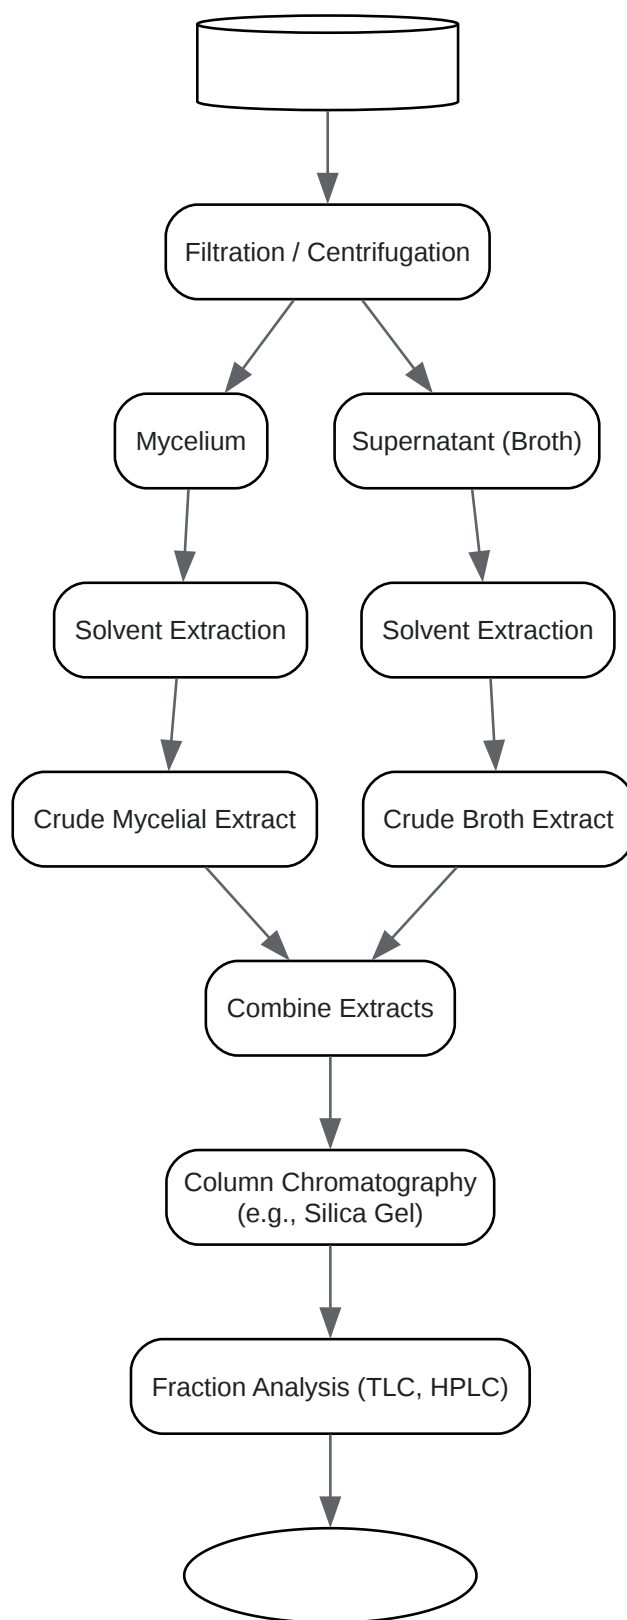 Filtration / Centrifugation
Mycelium
Supernatant (Broth)
Solvent Extraction
Solvent Extraction
Crude Mycelial Extract
Crude Broth Extract
Combine Extracts
Column Chromatography
(e.g., Silica Gel)
Fraction Analysis (TLC, HPLC)